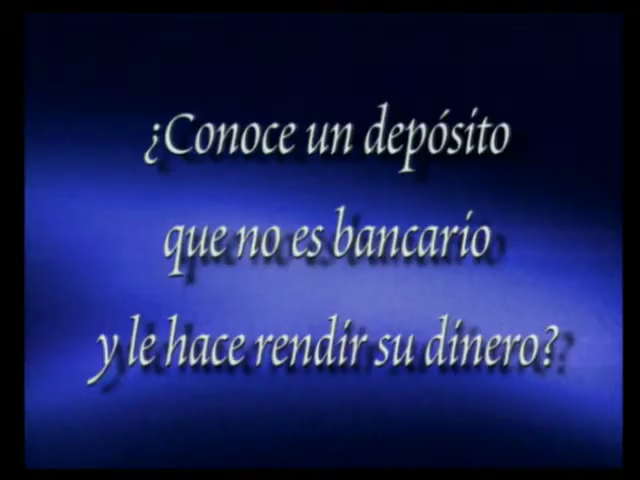 ¿Conoce un depósito
que no es bancario
y le hace rendir su dinero?